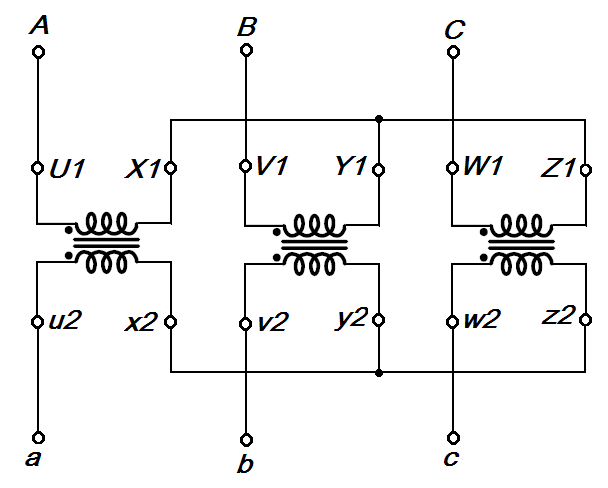 A B C
U1 X1 V1 Y1 W1 Z1
u2 x2 v2 y2 w2 z2
a b c